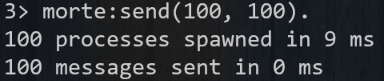 3> morte:send(100, 100).
100 processes spawned in 9 ms
100 messages sent in 0 ms